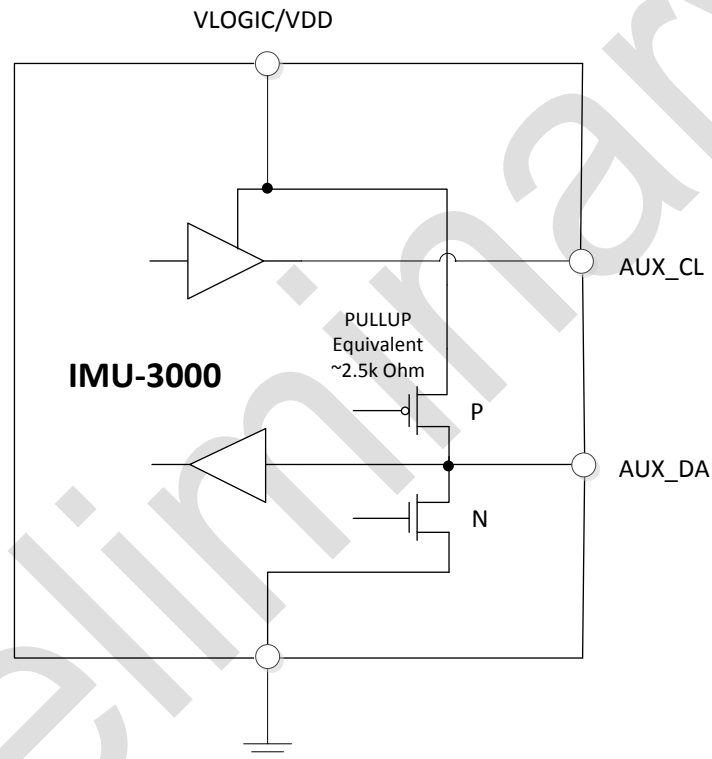 VLOGIC/VDD
AUX_CL
PULLUP
Equivalent
~2.5k Ohm
IMU-3000
P
AUX_DA
N